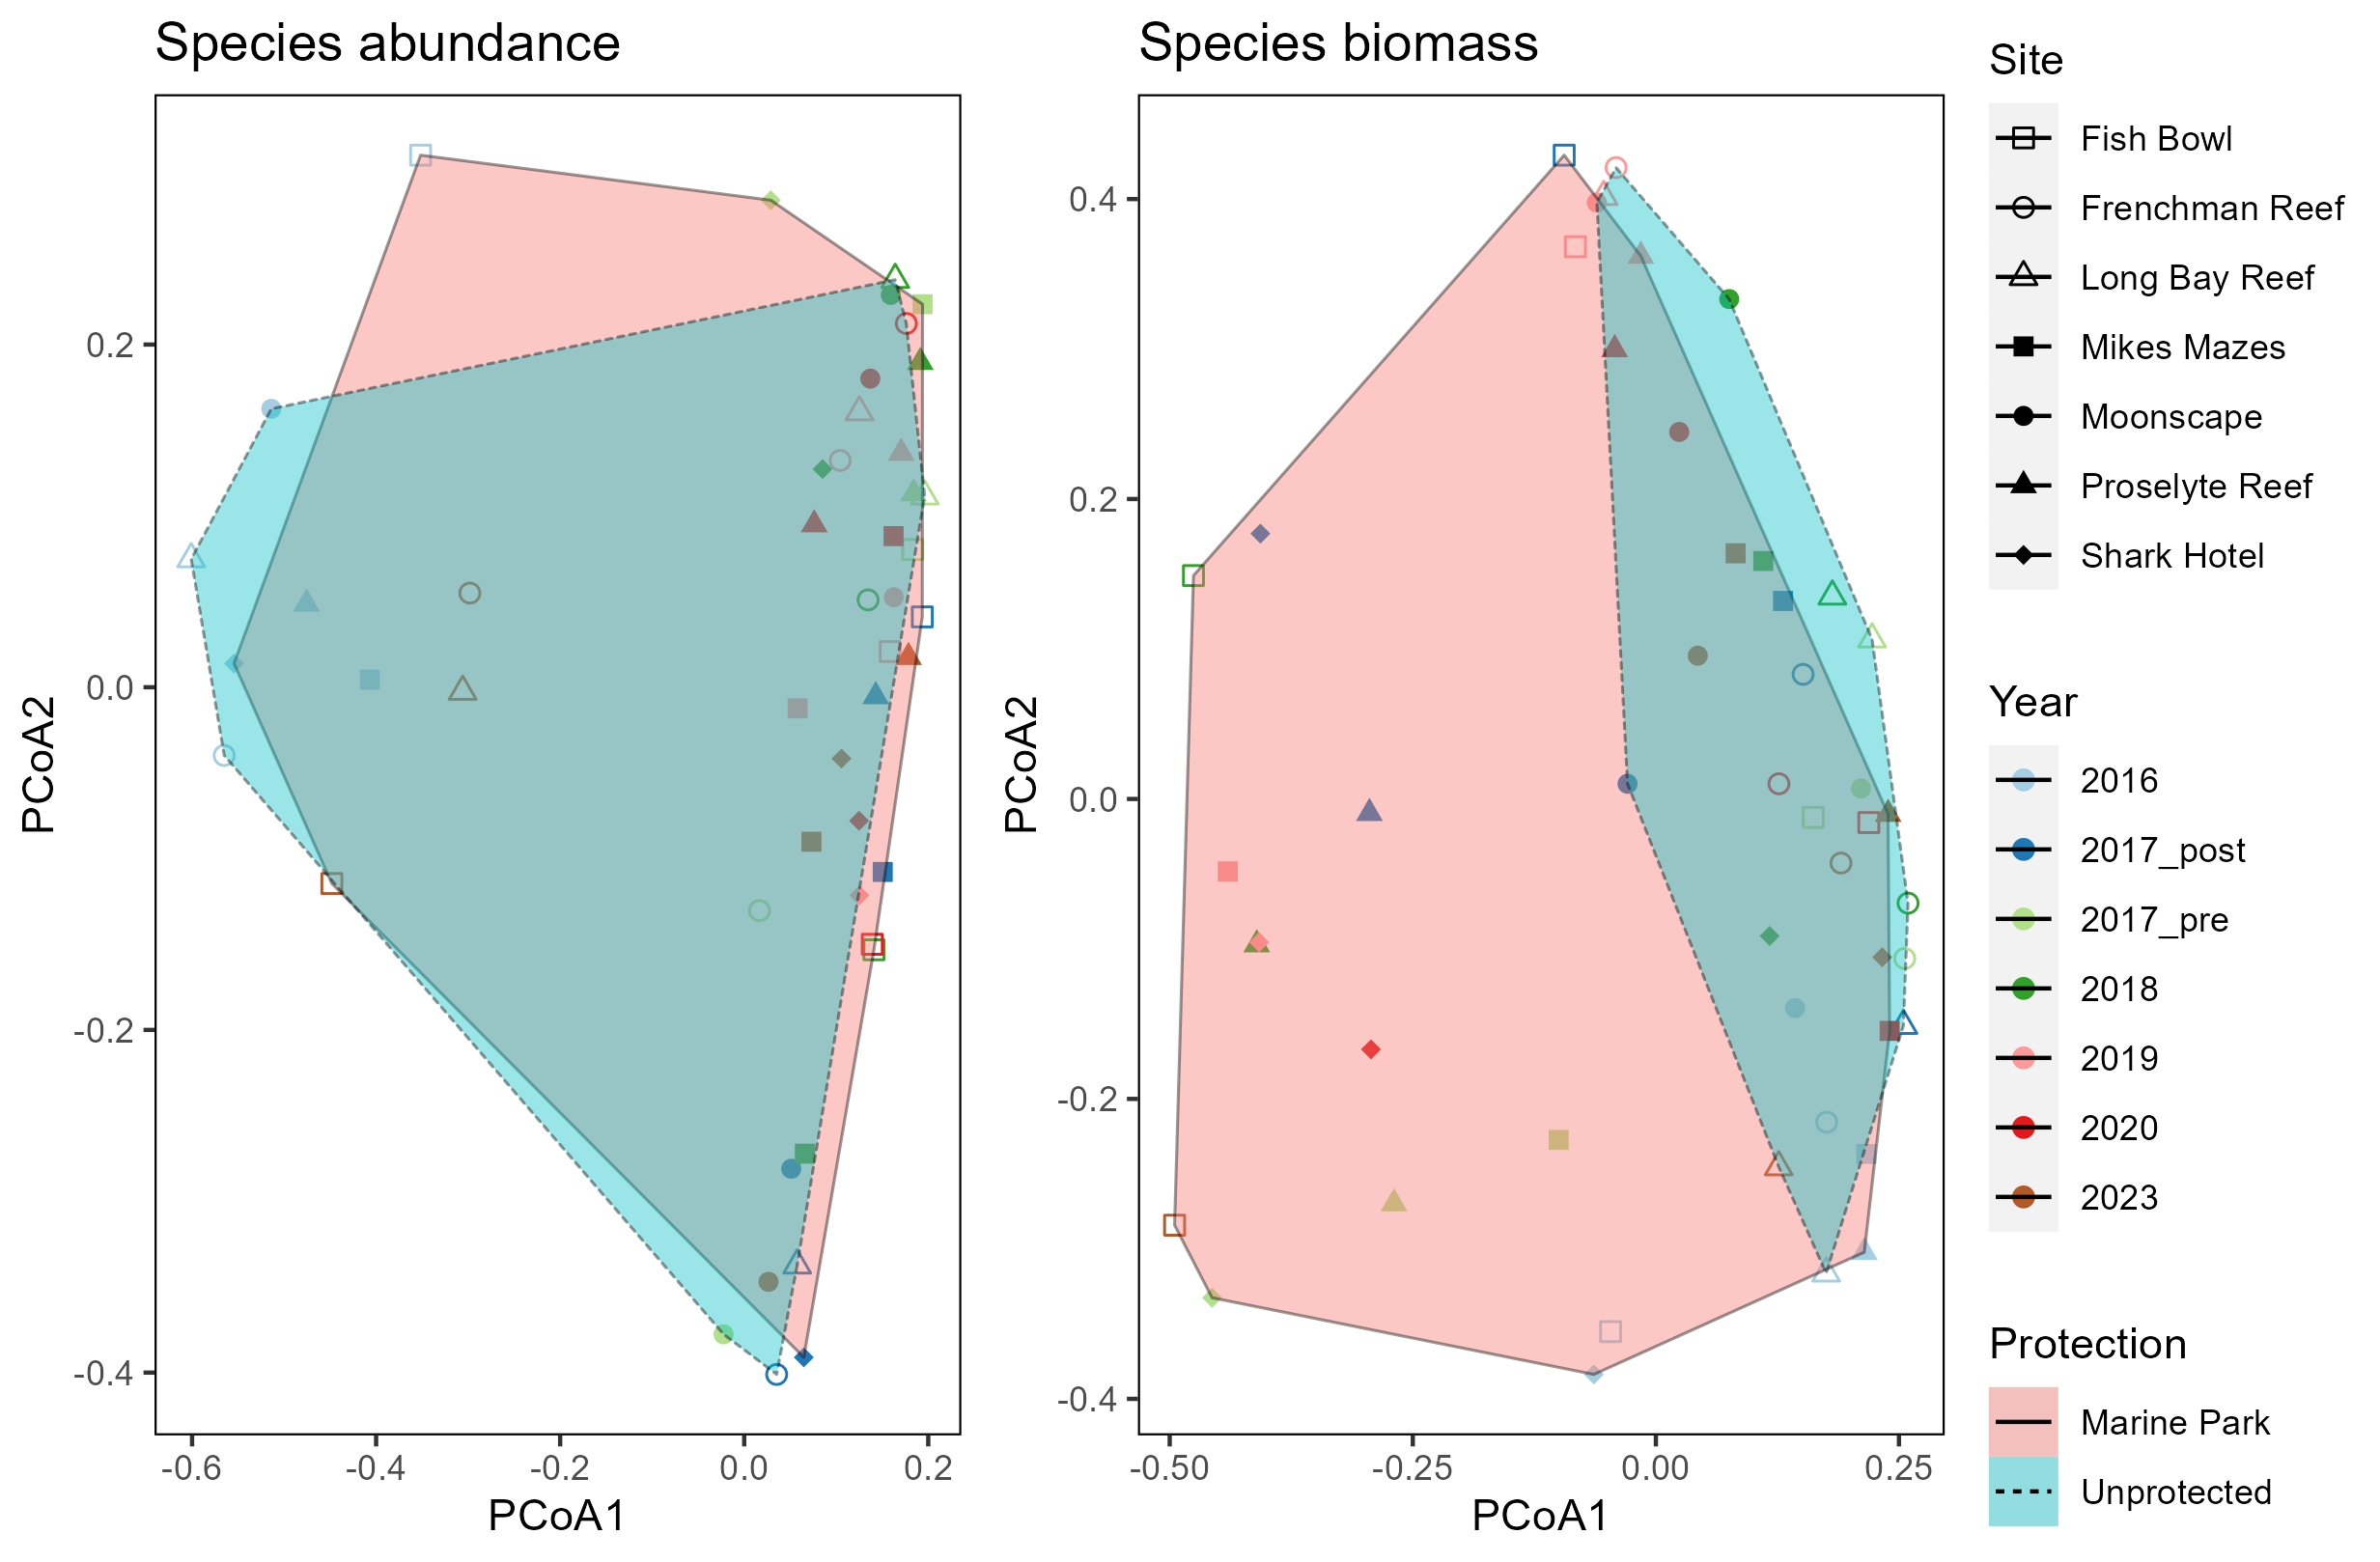 Species abundance
0.2
0.0
-0.2
-0.4
PCoA2
-0.6
-0.4
-0.2
0.0
0.2
PCoA1
Species biomass
0.4
0.2
0.0
-0.2
-0.4
PCoA2
-0.50
-0.25
0.00
0.25
PCoA1
Site
Fish Bowl
Frenchman Reef
Long Bay Reef
Mikes Mazes
Moonscape
Proselyte Reef
Shark Hotel
Year
2016
2017_post
2017_pre
2018
2019
2020
2023
Protection
Marine Park
Unprotected